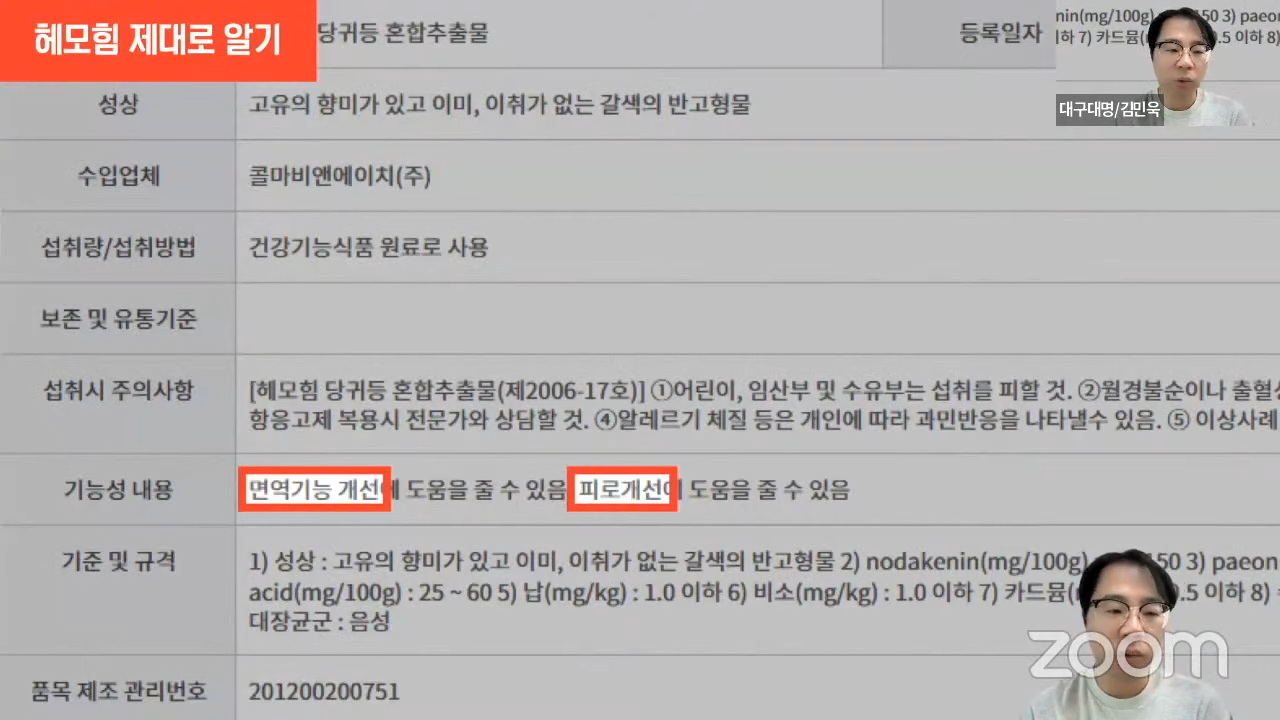 헤모힘 제대로 알기
당귀등 혼합추출물
등록일자
대구대명/김민욱
성상
고유의 향미가 있고 이미, 이취가 없는 갈색의 반고형물
수입업체
콜마비앤에이치(주)
섭취량/섭취방법
건강기능식품 원료로 사용
보존 및 유통기준
섭취시 주의사항
[헤모힘 당귀등 혼합추출물(제2006-17호)] ①어린이, 임산부 및 수유부는 섭취를 피할 것. ②월경불순이나
항응고제 복용시 전문가와 상담할 것. ④알레르기 체질 등은 개인에 따라 과민반응을 나타낼수 있음. ⑤ 이상사례
기능성 내용
면역기능 개선에 도움을 줄 수 있음 피로개선에 도움을 줄 수 있음
기준 및 규격
1) 성상 : 고유의 향미가 있고 이미, 이취가 없는 갈색의 반고형물 2) nodakenin(mg/100g) 150 3) paeon
acid(mg/100g) : 25 ~ 60 5) 납(mg/kg) : 1.0 이하 6) 비소(mg/kg) : 1.0 이하 7) 카드뮴( 0.5 이하 8)
대장균군 : 음성
품목 제조 관리번호
201200200751
zoom